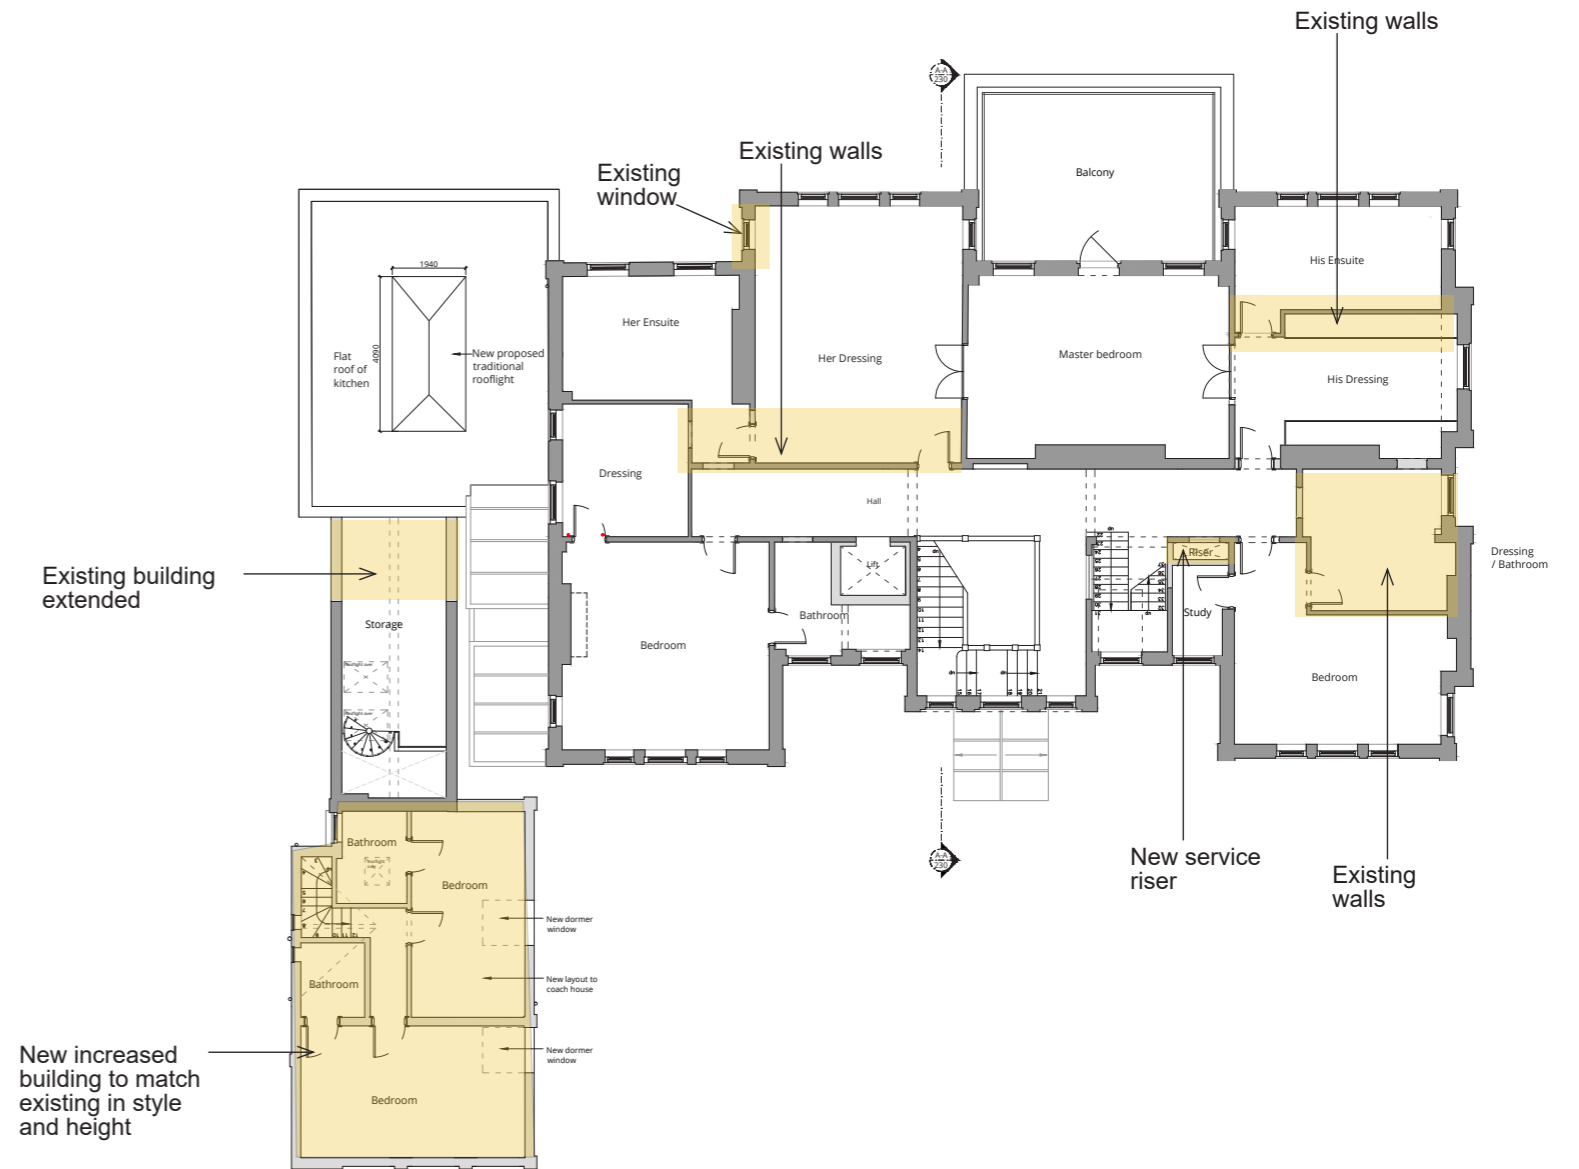 Existing walls
A-A
230
Existing walls
Existing
window
Balcony
His Ensuite
1940
Her Ensuite
4090
Flat
roof of
kitchen
New proposed
traditional
rooflight
Her Dressing
Master bedroom
His Dressing
Dressing
Hall
Lift
Riser
Dressing
/ Bathroom
Existing building
extended
Storage
Bathroom
Study
Bedroom
Bedroom
Bathroom
Bedroom
A-A
230
New service
riser
Existing
walls
New dormer
window
New layout to
coach house
Bathroom
New increased
building to match
existing in style
and height
New dormer
window
Bedroom